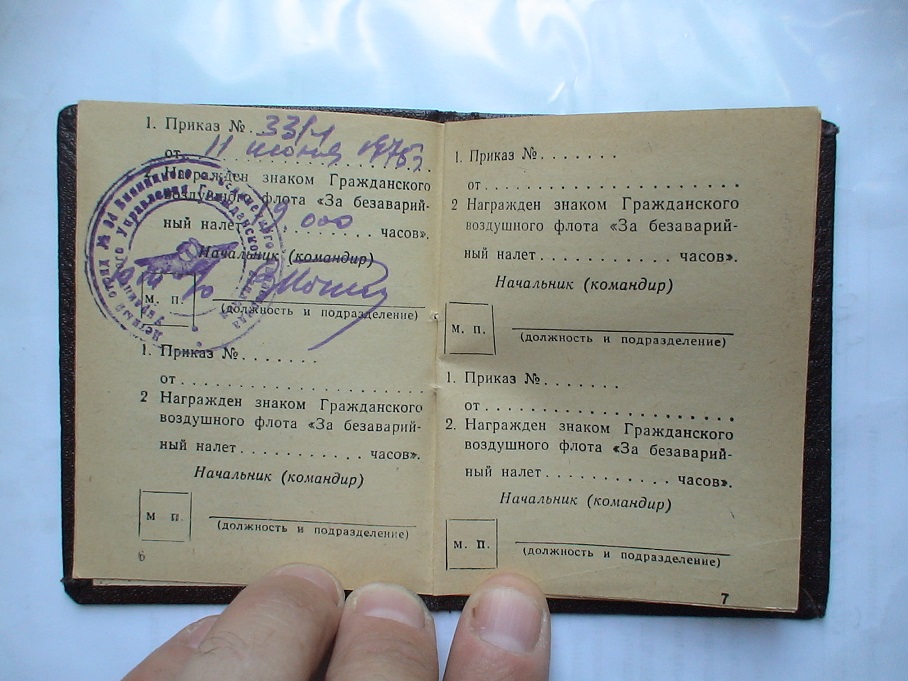 1. Приказ №. 33/Л
от. 11 июня 1975
2. Награжден знаком Гражданского
воздушного флота «За безаварий-
ный налет 9.000 часов».
Начальник (командир)
м. п.
(должность и подразделение)
1. Приказ № . . . . . . .
от . . . . . . . . . . . . . . . . . . . . . .
2 Награжден знаком Гражданского
воздушного флота «За безаварий-
ный налет . . . . . . . . . . . часов».
Начальник (командир)
м п.
(должность и подразделение)
6
1. Приказ № . . . . . . .
от . . . . . . . . . . . . . . . . . . . . . .
2 Награжден знаком Гражданского
воздушного флота «За безаварий-
ный налет . . . . . . . . . . . часов».
Начальник (командир)
м. п.
(должность и подразделение)
1. Приказ № . . . . . . .
от . . . . . . . . . . . . . . . . . . . . . .
2. Награжден знаком Гражданского
воздушного флота «За безаварий-
ный налет . . . . . . . . . . . часов».
Начальник (командир)
м. п.
(должность и подразделение)
7